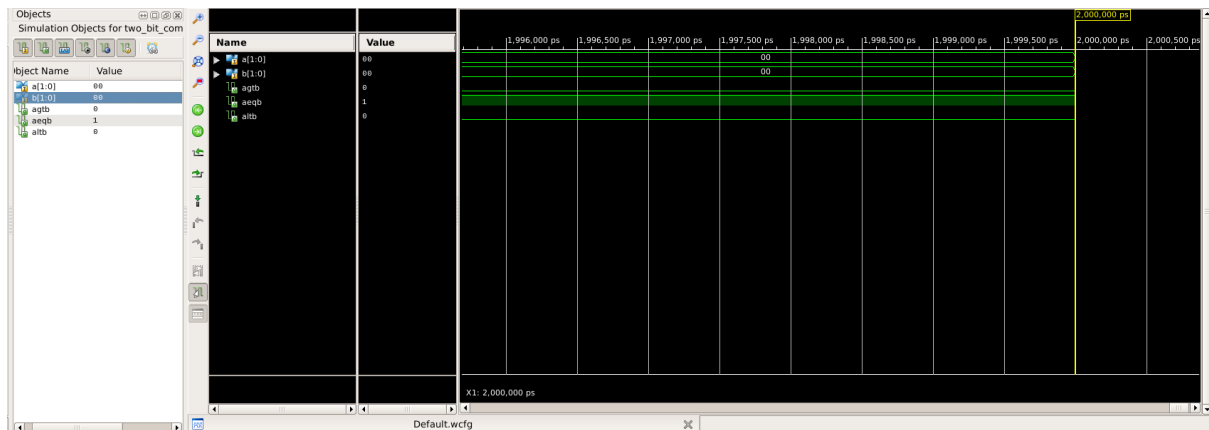 Objects
Simulation Objects for two_bit_com
Object Name Value
a[1:0] 00
b[1:0] 00
agtb 0
aeqb 1
altb 0
Name Value
a[1:0] 00
b[1:0] 00
agtb 0
aeqb 1
altb 0
2,000,000 ps
1,996,000 ps 1,996,500 ps 1,997,000 ps 1,997,500 ps 1,998,000 ps 1,998,500 ps 1,999,000 ps 1,999,500 ps 2,000,000 ps 2,000,500 ps
00
00
X1: 2,000,000 ps
Default.wcfg